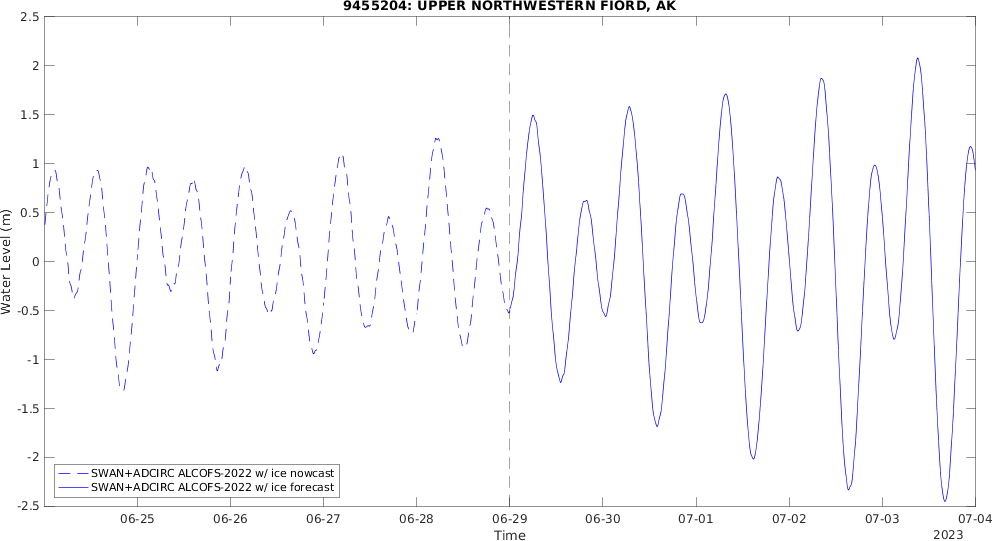 9455204: UPPER NORTHWESTERN FIORD, AK
2.5
2
1.5
1
0.5
0
-0.5
-1
-1.5
-2
-2.5
Water Level (m)
SWAN+ADCIRC ALCOFS-2022 w/ ice nowcast
SWAN+ADCIRC ALCOFS-2022 w/ ice forecast
06-25 06-26 06-27 06-28 06-29 06-30 07-01 07-02 07-03 07-04
Time
2023